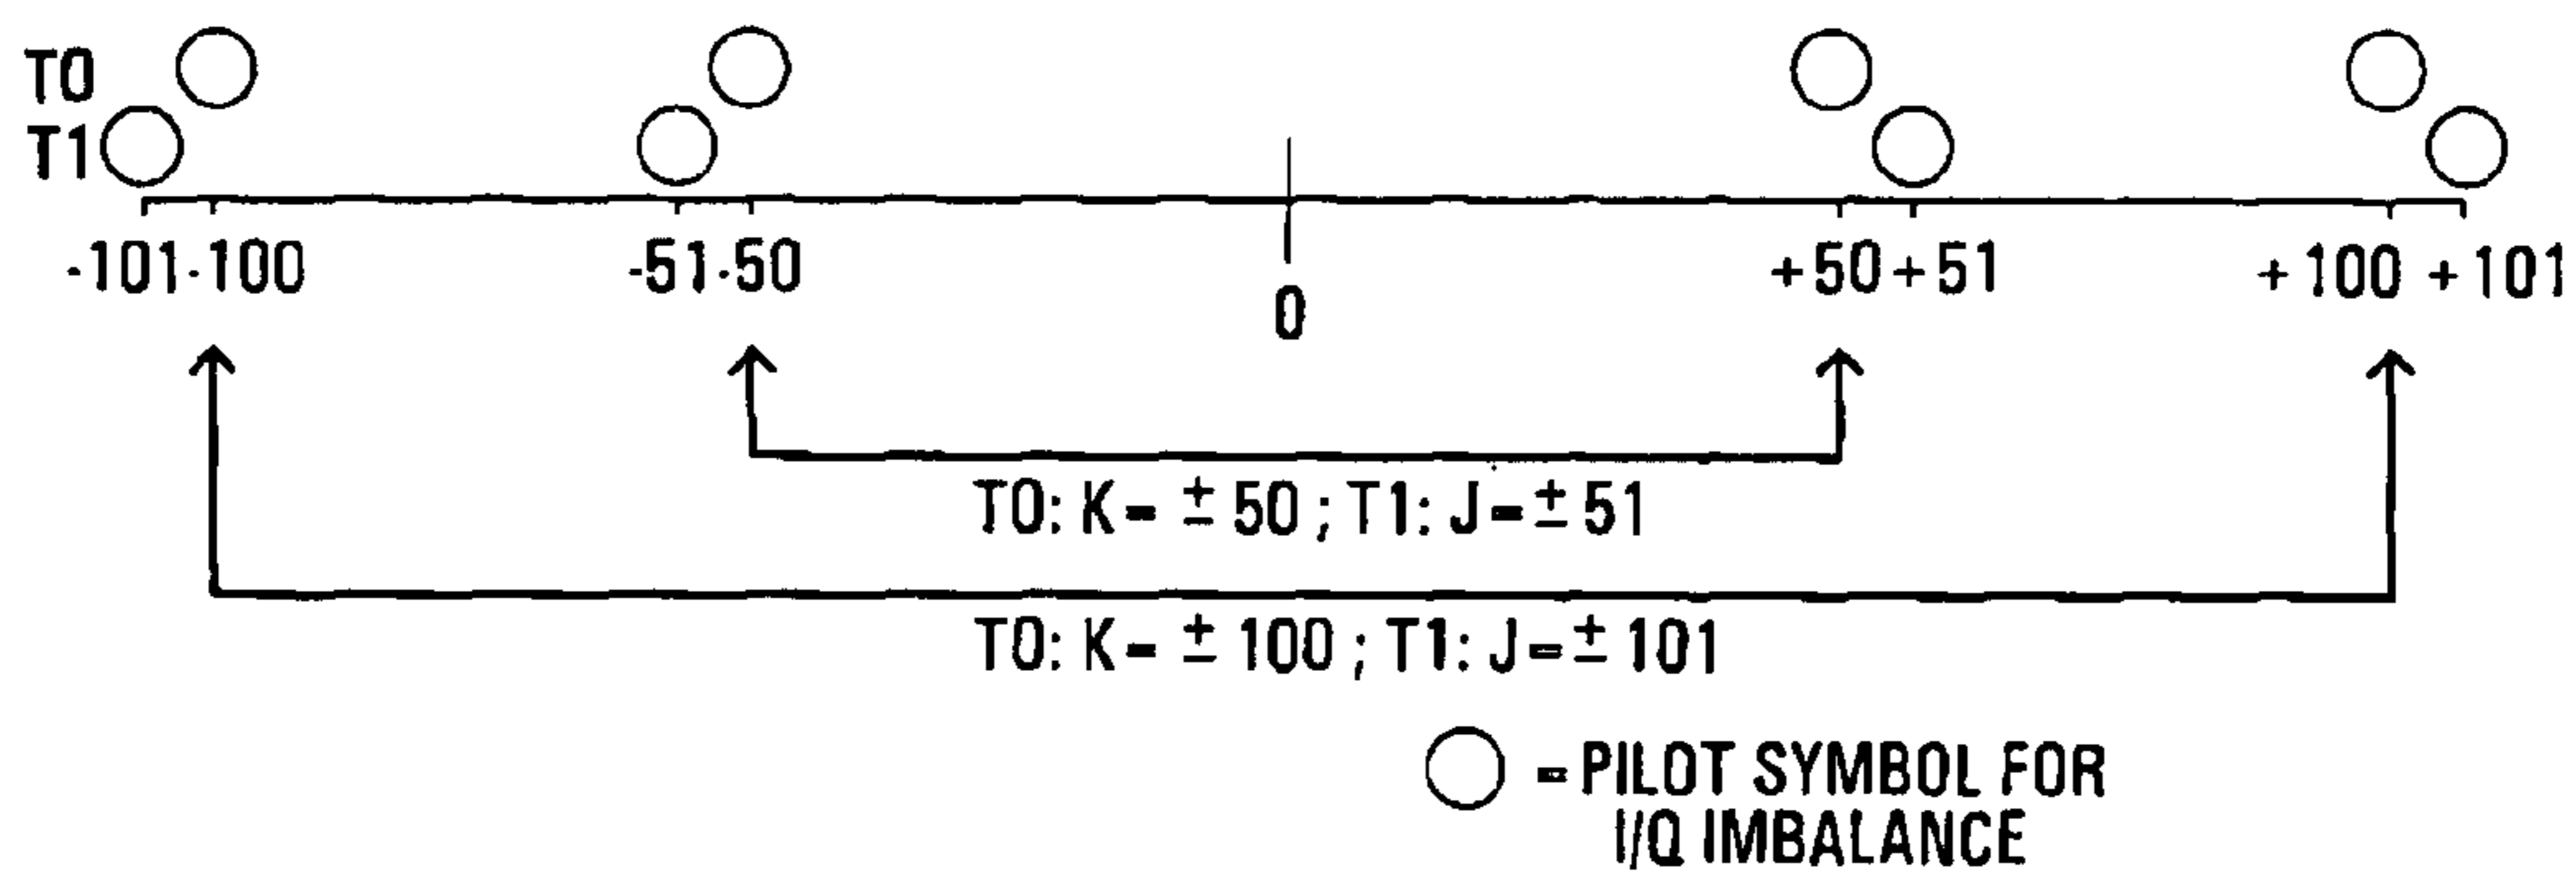 T0
T1
-101 -100 -51 -50 0 +50 +51 +100 +101
T0: K= ± 50 ; T1: J= ± 51
T0: K= ± 100 ; T1: J= ± 101
= PILOT SYMBOL FOR
I/Q IMBALANCE